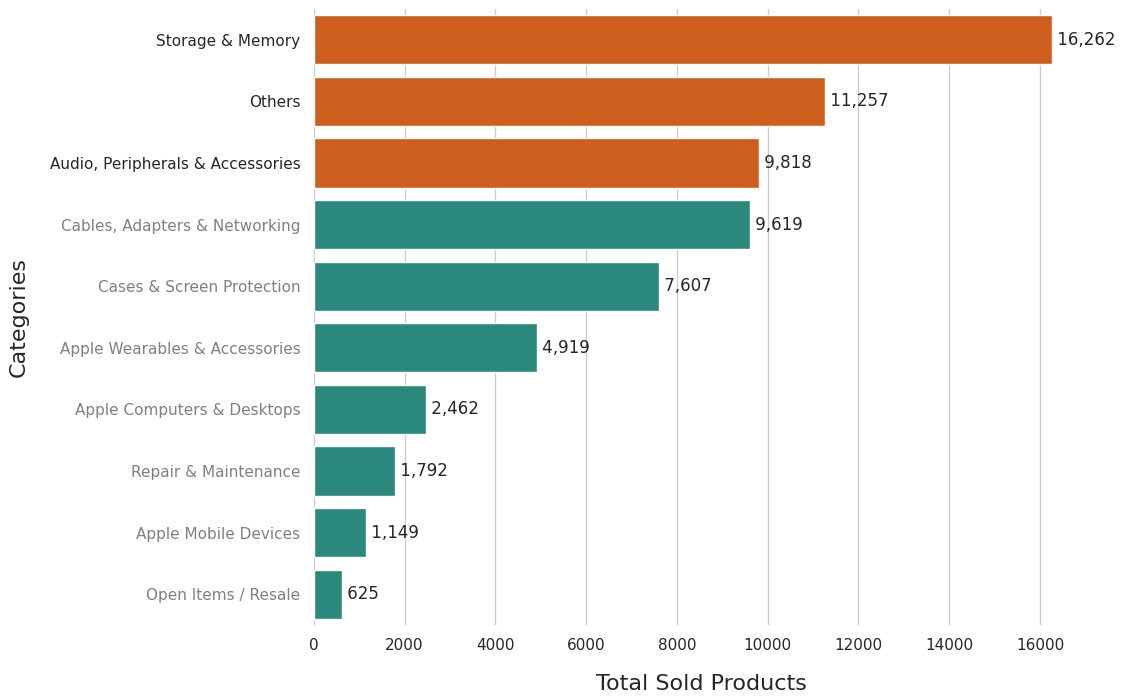 Storage & Memory 16,262
Others 11,257
Audio, Peripherals & Accessories 9,818
Cables, Adapters & Networking 9,619
Cases & Screen Protection 7,607
Apple Wearables & Accessories 4,919
Apple Computers & Desktops 2,462
Repair & Maintenance 1,792
Apple Mobile Devices 1,149
Open Items / Resale 625
Categories
0 2000 4000 6000 8000 10000 12000 14000 16000
Total Sold Products